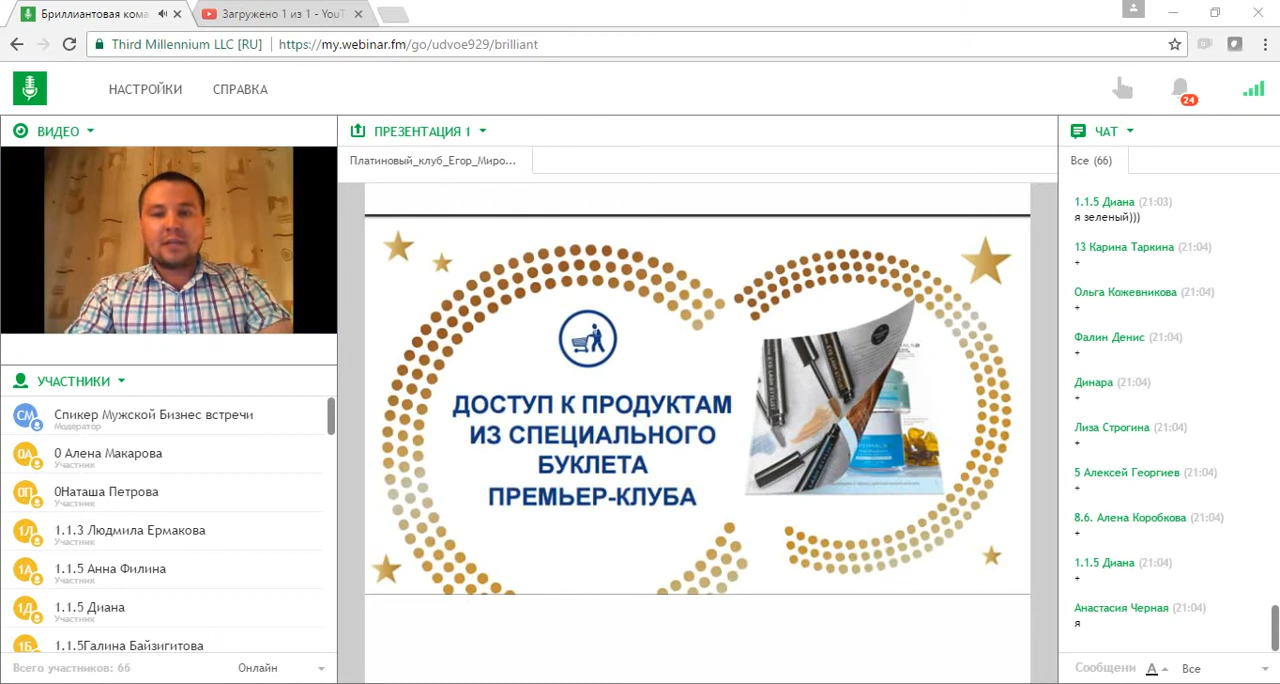 Бриллиантовая кома
Загружено 1 из 1 - YouT
Third Millennium LLC [RU]
https://my.webinar.fm/go/udvoe929/brilliant
НАСТРОЙКИ
СПРАВКА
24
ВИДЕО
ПРЕЗЕНТАЦИЯ 1
ЧАТ
Платиновый_клуб_Егор_Миро...
Все (66)
ДОСТУП К ПРОДУКТАМ
ИЗ СПЕЦИАЛЬНОГО
БУКЛЕТА
ПРЕМЬЕР-КЛУБА
УЧАСТНИКИ
СМ
Спикер Мужской Бизнес встречи
Модератор
0А
0 Алена Макарова
Участник
0П
0Наташа Петрова
Участник
1Л
1.1.3 Людмила Ермакова
Участник
1А
1.1.5 Анна Филина
Участник
1Д
1.1.5 Диана
Участник
1Б
1.1.5Галина Байзигитова
Всего участников: 66
Онлайн
1.1.5 Диана (21:03)
я зеленый)))
13 Карина Таркина (21:04)
+
Ольга Кожевникова (21:04)
+
Фалин Денис (21:04)
+
Динара (21:04)
+
Лиза Строгина (21:04)
+
5 Алексей Георгиев (21:04)
+
8.6. Алена Коробкова (21:04)
+
1.1.5 Диана (21:04)
+
Анастасия Черная (21:04)
я
Сообщени
A
Все